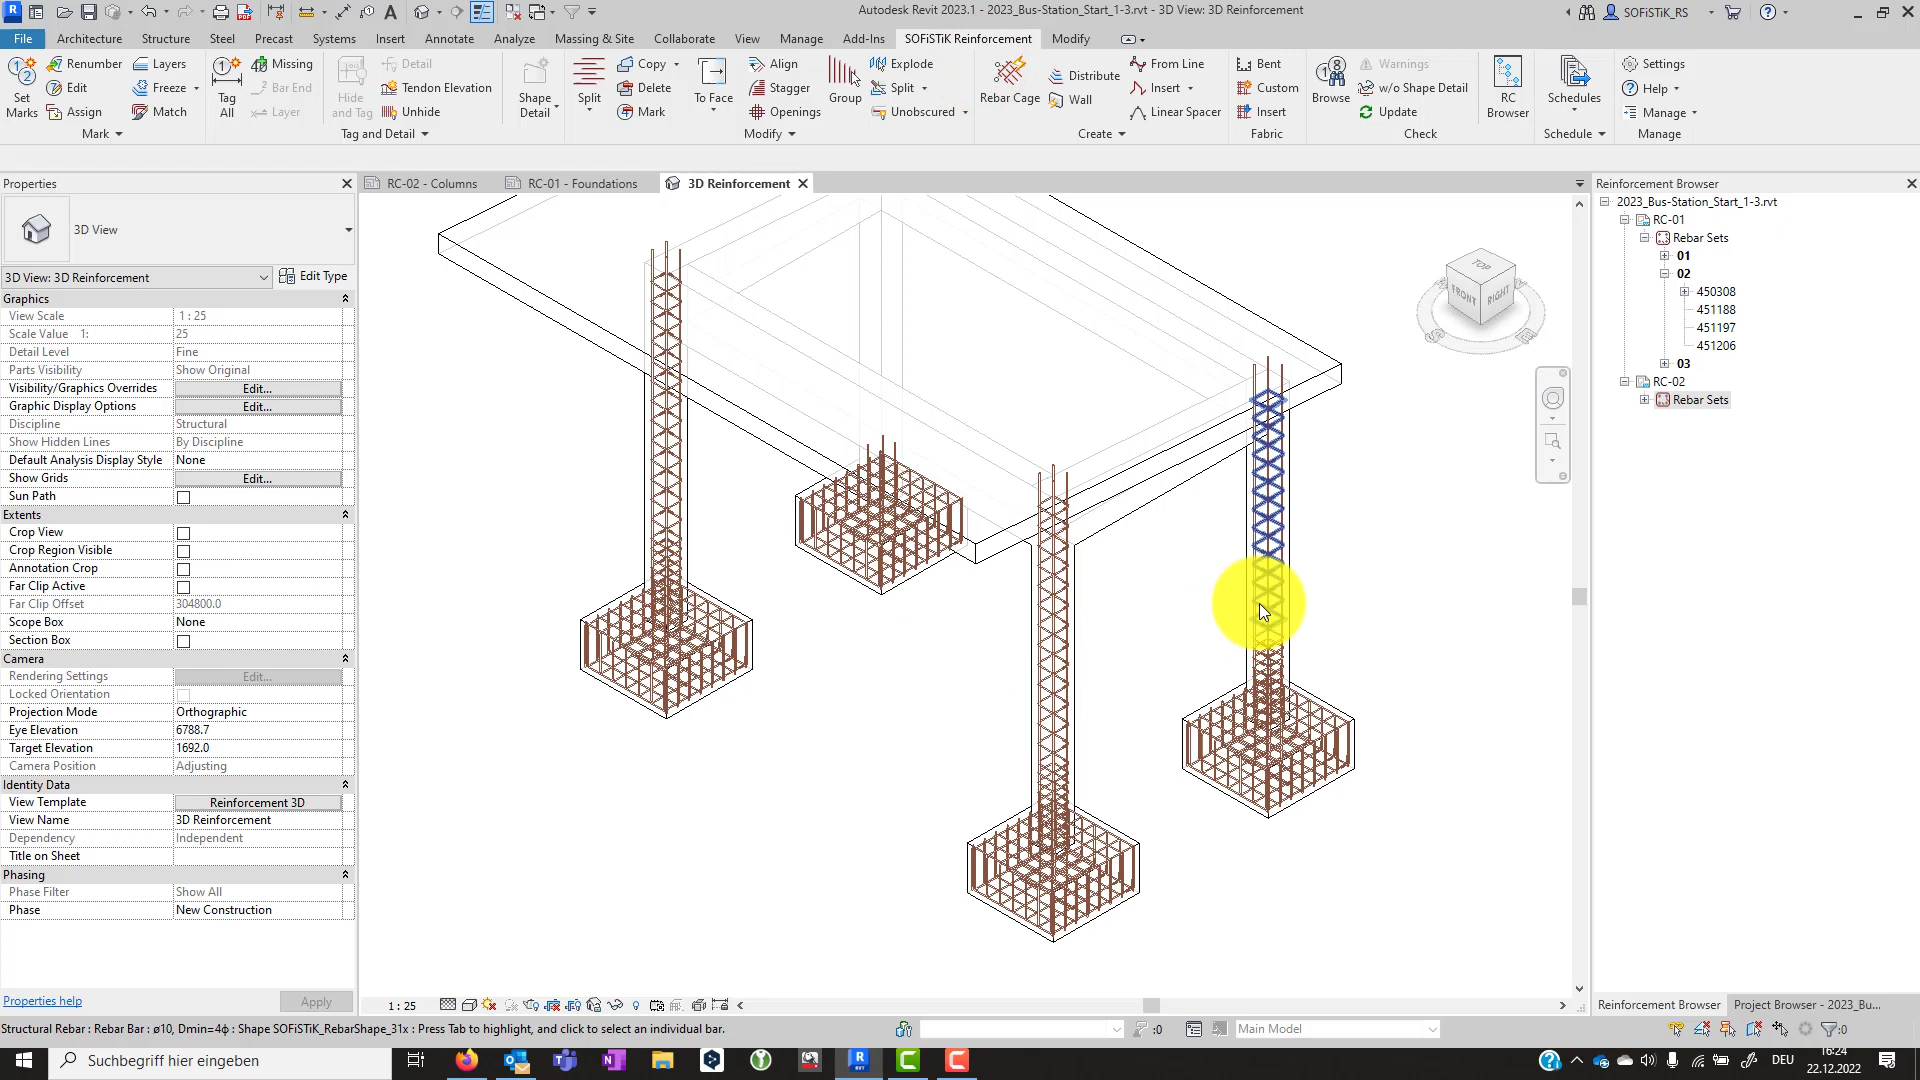 Autodesk Revit 2023.1 - 2023_Bus-Station_Start_1-3.rvt - 3D View: 3D Reinforcement
SOFiSTiK_RS
File Architecture Structure Steel Precast Systems Insert Annotate Analyze Massing & Site Collaborate View Manage Add-Ins SOFiSTiK Reinforcement Modify
Set Marks
Renumber
Edit
Assign
Layers
Freeze
Match
Mark
Tag All
Missing
Bar End
Layer
Hide and Tag
Detail
Tendon Elevation
Unhide
Tag and Detail
Shape Detail
Split
Copy
Delete
Mark
To Face
Align
Stagger
Openings
Modify
Group
Explode
Split
Unobscured
Rebar Cage
Distribute
Wall
From Line
Insert
Linear Spacer
Create
Bent
Custom
Insert
Fabric
Browse
Warnings
w/o Shape Detail
Update
Check
RC Browser
Schedules
Schedule
Settings
Help
Manage
Manage
Properties
RC-02 - Columns
RC-01 - Foundations
3D Reinforcement
Reinforcement Browser
3D View
3D View: 3D Reinforcement
Edit Type
Graphics
View Scale 1 : 25
Scale Value 1: 25
Detail Level Fine
Parts Visibility Show Original
Visibility/Graphics Overrides Edit...
Graphic Display Options Edit...
Discipline Structural
Show Hidden Lines By Discipline
Default Analysis Display Style None
Show Grids Edit...
Sun Path
Extents
Crop View
Crop Region Visible
Annotation Crop
Far Clip Active
Far Clip Offset 304800.0
Scope Box None
Section Box
Camera
Rendering Settings Edit...
Locked Orientation
Projection Mode Orthographic
Eye Elevation 6788.7
Target Elevation 1692.0
Camera Position Adjusting
Identity Data
View Template Reinforcement 3D
View Name 3D Reinforcement
Dependency Independent
Title on Sheet
Phasing
Phase Filter Show All
Phase New Construction
Properties help
Apply
TOP
FRONT
RIGHT
2023_Bus-Station_Start_1-3.rvt
RC-01
Rebar Sets
01
02
450308
451188
451197
451206
03
RC-02
Rebar Sets
1 : 25
Reinforcement Browser
Project Browser - 2023_Bu...
Structural Rebar : Rebar Bar : ø10, Dmin=4ϕ : Shape SOFiSTiK_RebarShape_31x : Press Tab to highlight, and click to select an individual bar.
:0
Main Model
:0
Suchbegriff hier eingeben
DEU
16:24
22.12.2022